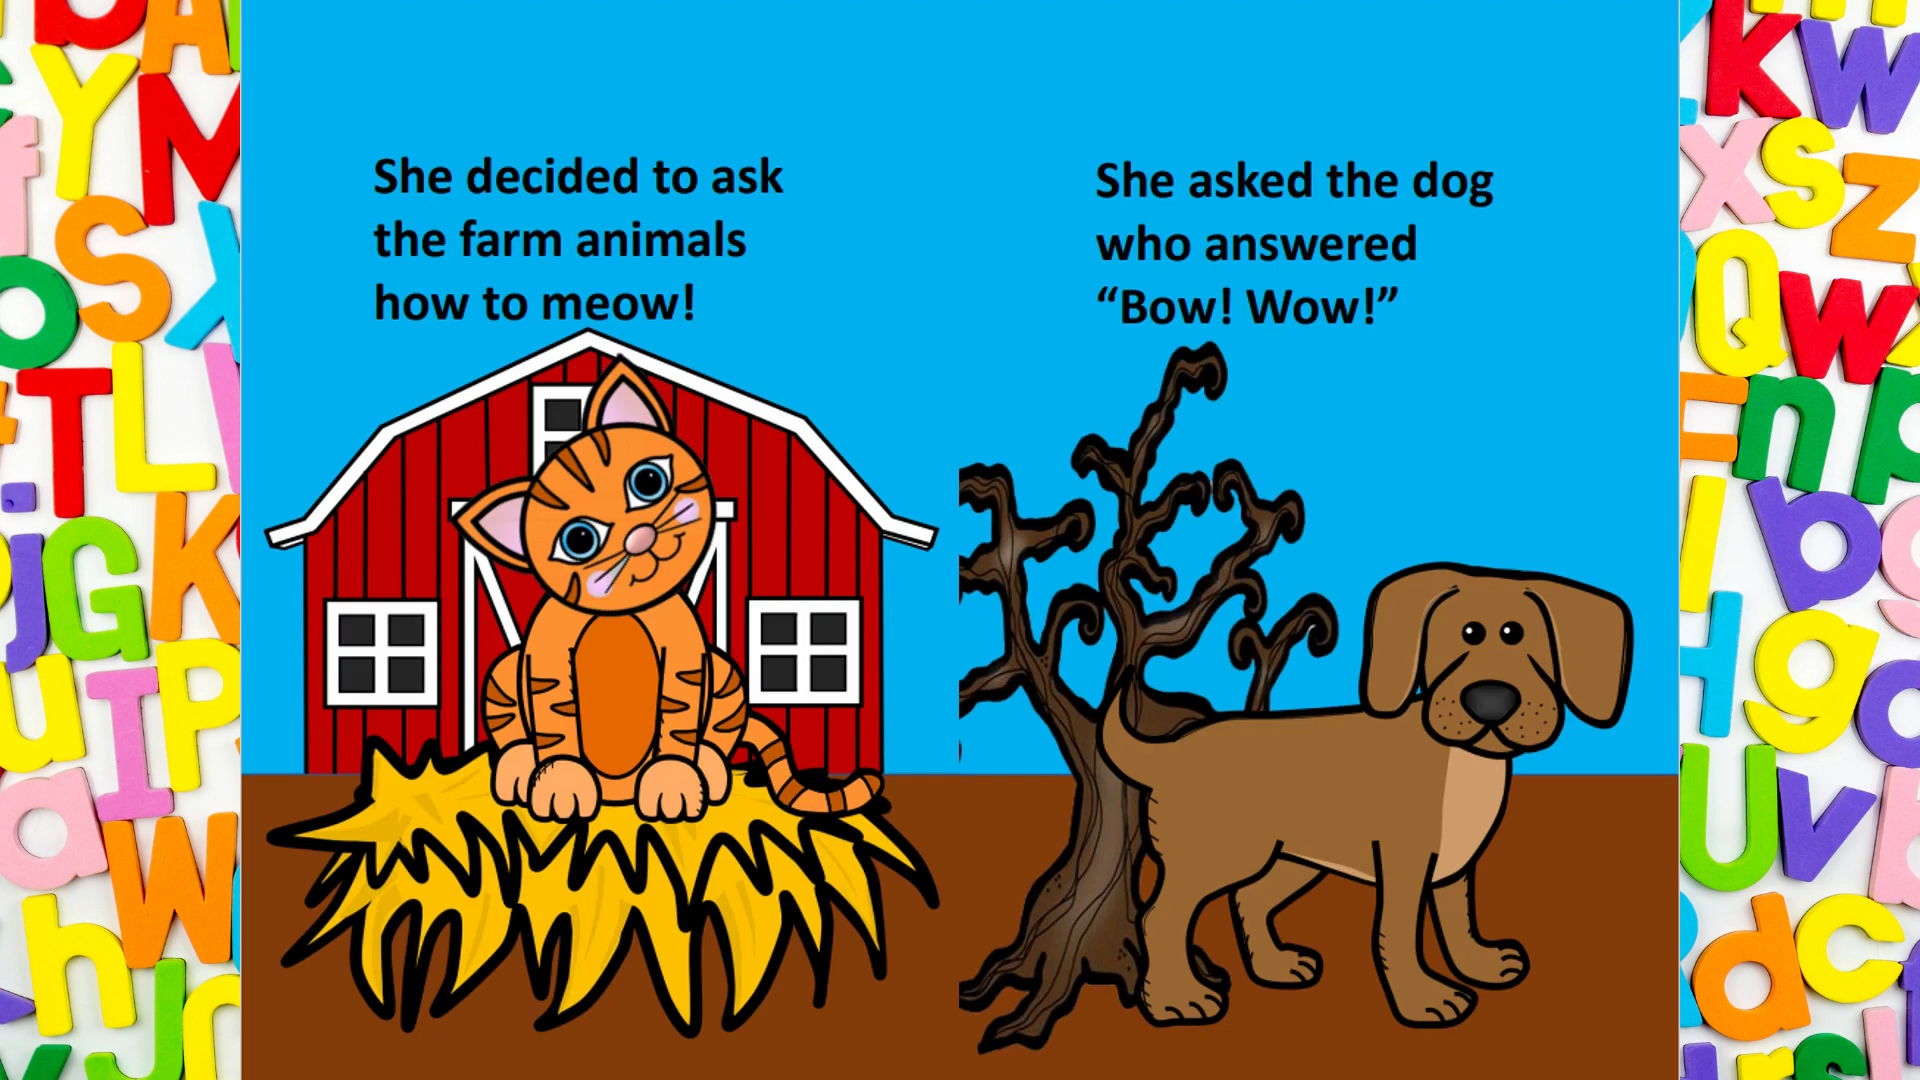 She decided to ask
the farm animals
how to meow!
She asked the dog
who answered
“Bow! Wow!”